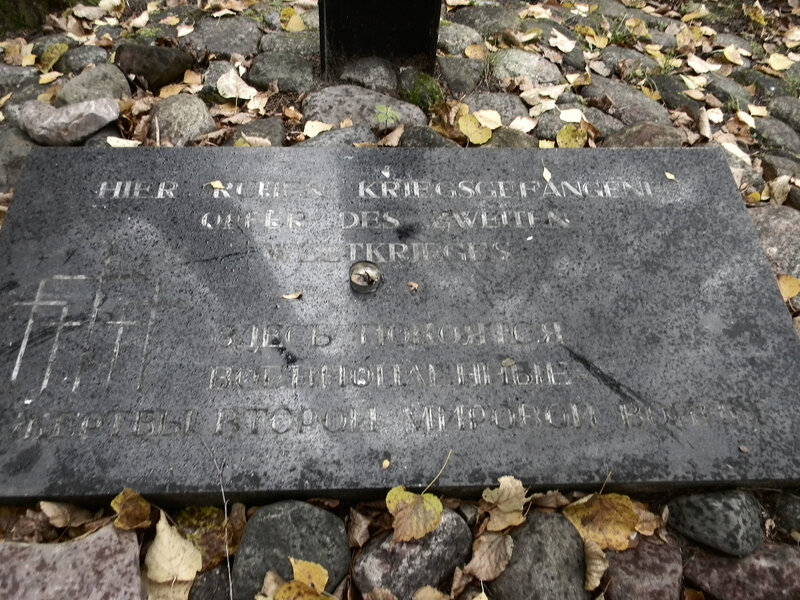 HIER RUHEN KRIEGSGEFANGENE
OPFER DES ZWEITEN
WELTKRIEGES
ЗДЕСЬ ПОКОЯТСЯ
ВОЕННОПЛЕННЫЕ
ЖЕРТВЫ ВТОРОЙ МИРОВОЙ ВОЙНЫ